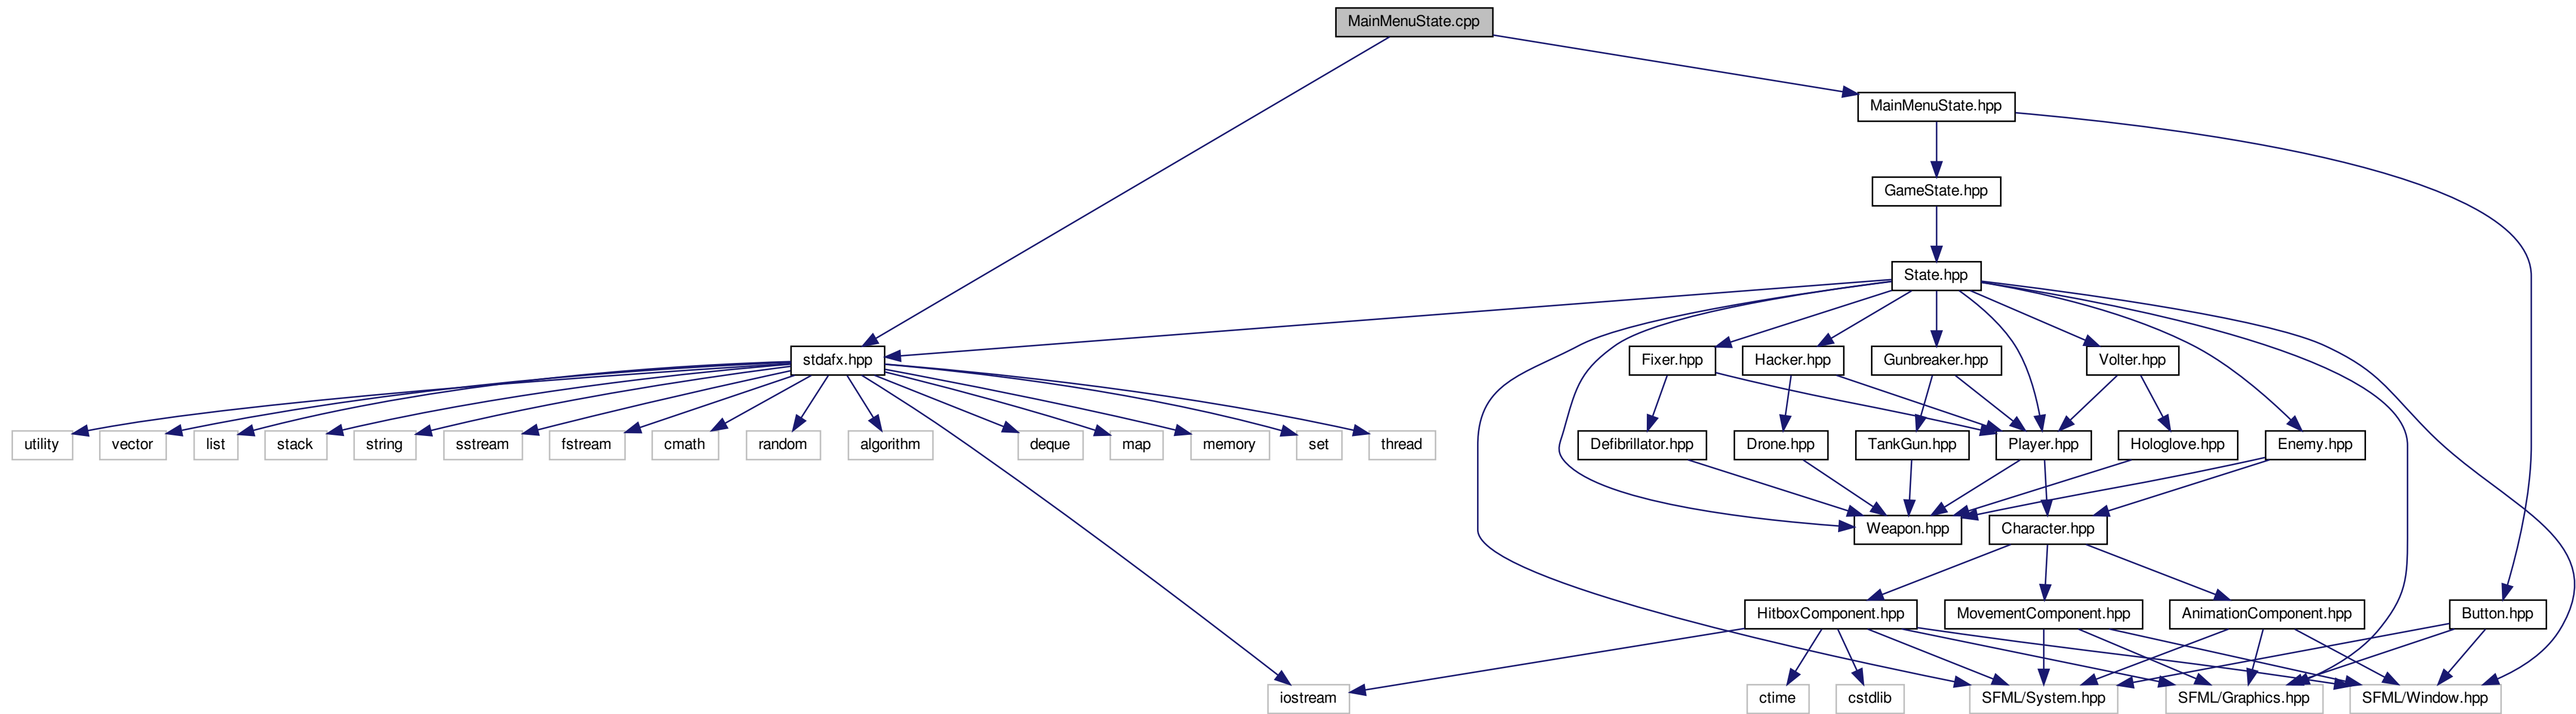 MainMenuState.cpp
MainMenuState.hpp
GameState.hpp
State.hpp
stdafx.hpp
Fixer.hpp
Hacker.hpp
Gunbreaker.hpp
Volter.hpp
utility
vector
list
stack
string
sstream
fstream
cmath
random
algorithm
deque
map
memory
set
thread
Defibrillator.hpp
Drone.hpp
TankGun.hpp
Player.hpp
Hologlove.hpp
Enemy.hpp
Weapon.hpp
Character.hpp
HitboxComponent.hpp
MovementComponent.hpp
AnimationComponent.hpp
Button.hpp
iostream
ctime
cstdlib
SFML/System.hpp
SFML/Graphics.hpp
SFML/Window.hpp